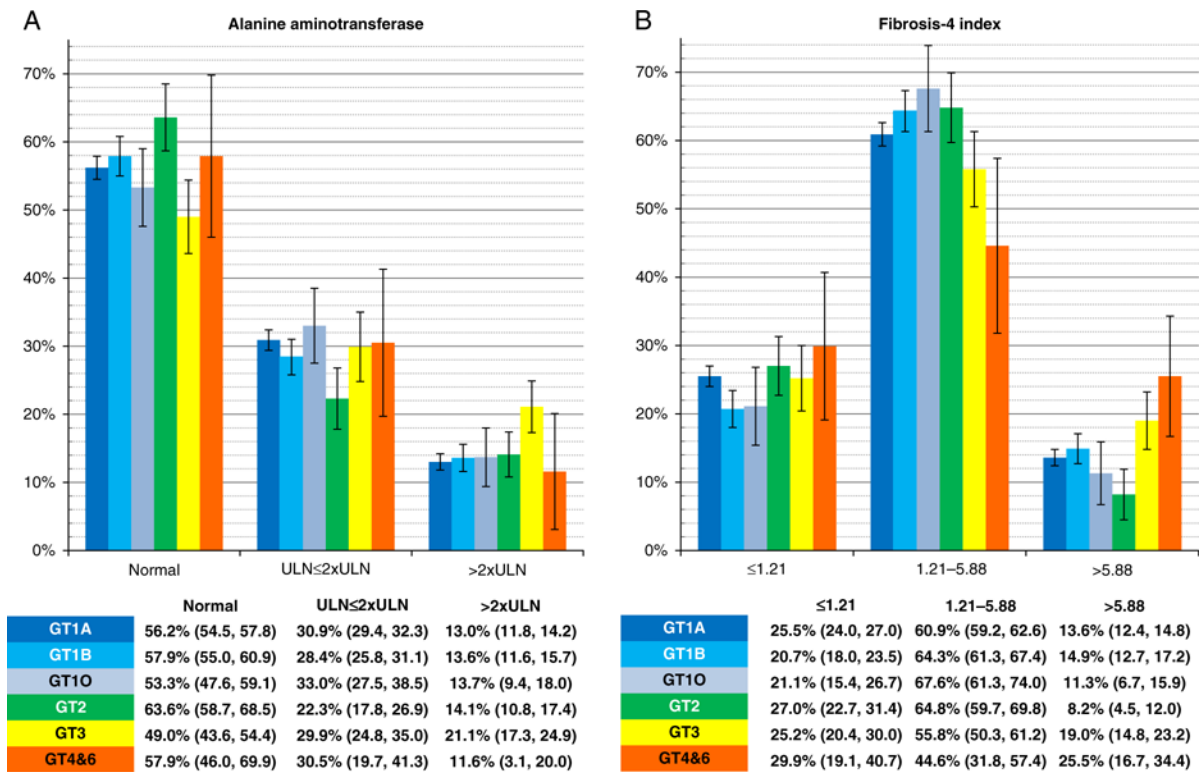 A
Alanine aminotransferase
70%
60%
50%
40%
30%
20%
10%
0%
Normal
ULN≤2xULN
>2xULN
Normal ULN≤2xULN >2xULN
GT1A 56.2% (54.5, 57.8) 30.9% (29.4, 32.3) 13.0% (11.8, 14.2)
GT1B 57.9% (55.0, 60.9) 28.4% (25.8, 31.1) 13.6% (11.6, 15.7)
GT1O 53.3% (47.6, 59.1) 33.0% (27.5, 38.5) 13.7% (9.4, 18.0)
GT2 63.6% (58.7, 68.5) 22.3% (17.8, 26.9) 14.1% (10.8, 17.4)
GT3 49.0% (43.6, 54.4) 29.9% (24.8, 35.0) 21.1% (17.3, 24.9)
GT4&6 57.9% (46.0, 69.9) 30.5% (19.7, 41.3) 11.6% (3.1, 20.0)
B
Fibrosis-4 index
70%
60%
50%
40%
30%
20%
10%
0%
≤1.21
1.21–5.88
>5.88
≤1.21 1.21–5.88 >5.88
GT1A 25.5% (24.0, 27.0) 60.9% (59.2, 62.6) 13.6% (12.4, 14.8)
GT1B 20.7% (18.0, 23.5) 64.3% (61.3, 67.4) 14.9% (12.7, 17.2)
GT1O 21.1% (15.4, 26.7) 67.6% (61.3, 74.0) 11.3% (6.7, 15.9)
GT2 27.0% (22.7, 31.4) 64.8% (59.7, 69.8) 8.2% (4.5, 12.0)
GT3 25.2% (20.4, 30.0) 55.8% (50.3, 61.2) 19.0% (14.8, 23.2)
GT4&6 29.9% (19.1, 40.7) 44.6% (31.8, 57.4) 25.5% (16.7, 34.4)